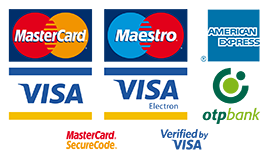 MasterCard
Maestro
AMERICAN EXPRESS
VISA
VISA
Electron
otpbank
MasterCard.
SecureCode.
Verified by
VISA